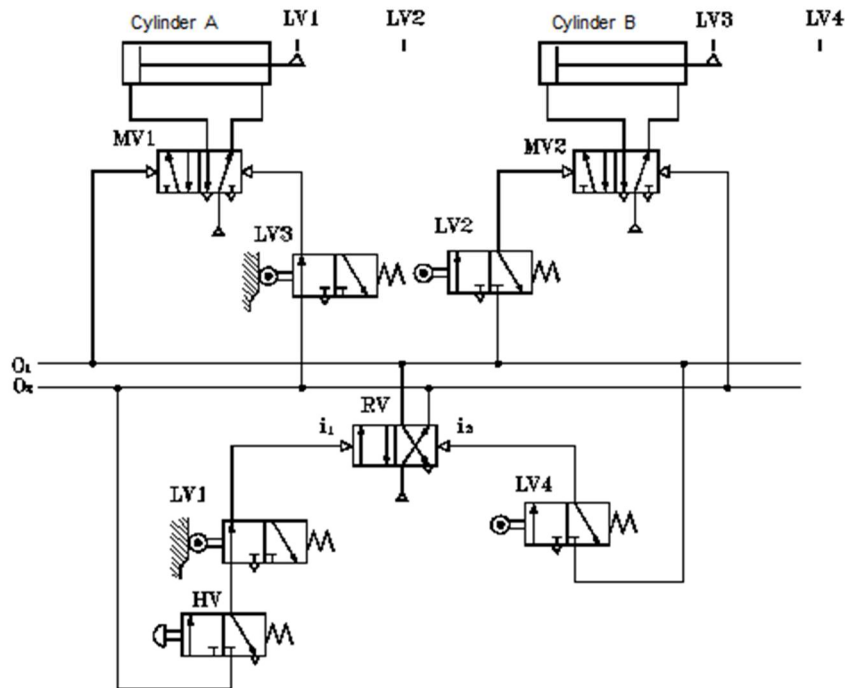 Cylinder A LV1 LV2 Cylinder B LV3 LV4
MV1 MV2
LV3 LV2
O₁
O₂
RV
i₁ i₂
LV1 LV4
HV